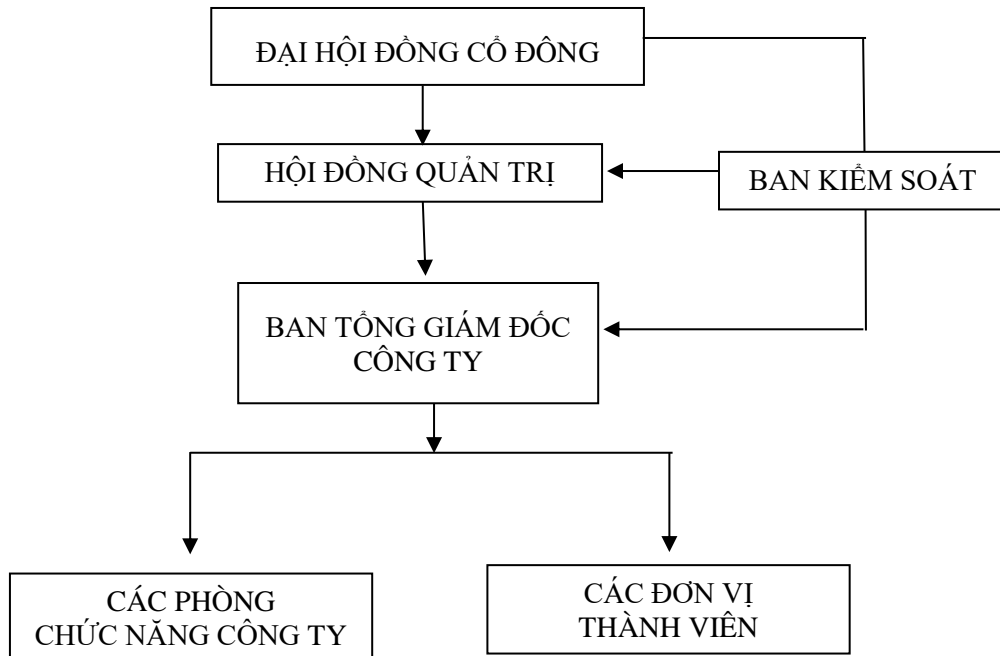 ĐẠI HỘI ĐỒNG CỔ ĐÔNG
HỘI ĐỒNG QUẢN TRỊ
BAN KIỂM SOÁT
BAN TỔNG GIÁM ĐỐC
CÔNG TY
CÁC PHÒNG
CHỨC NĂNG CÔNG TY
CÁC ĐƠN VỊ
THÀNH VIÊN